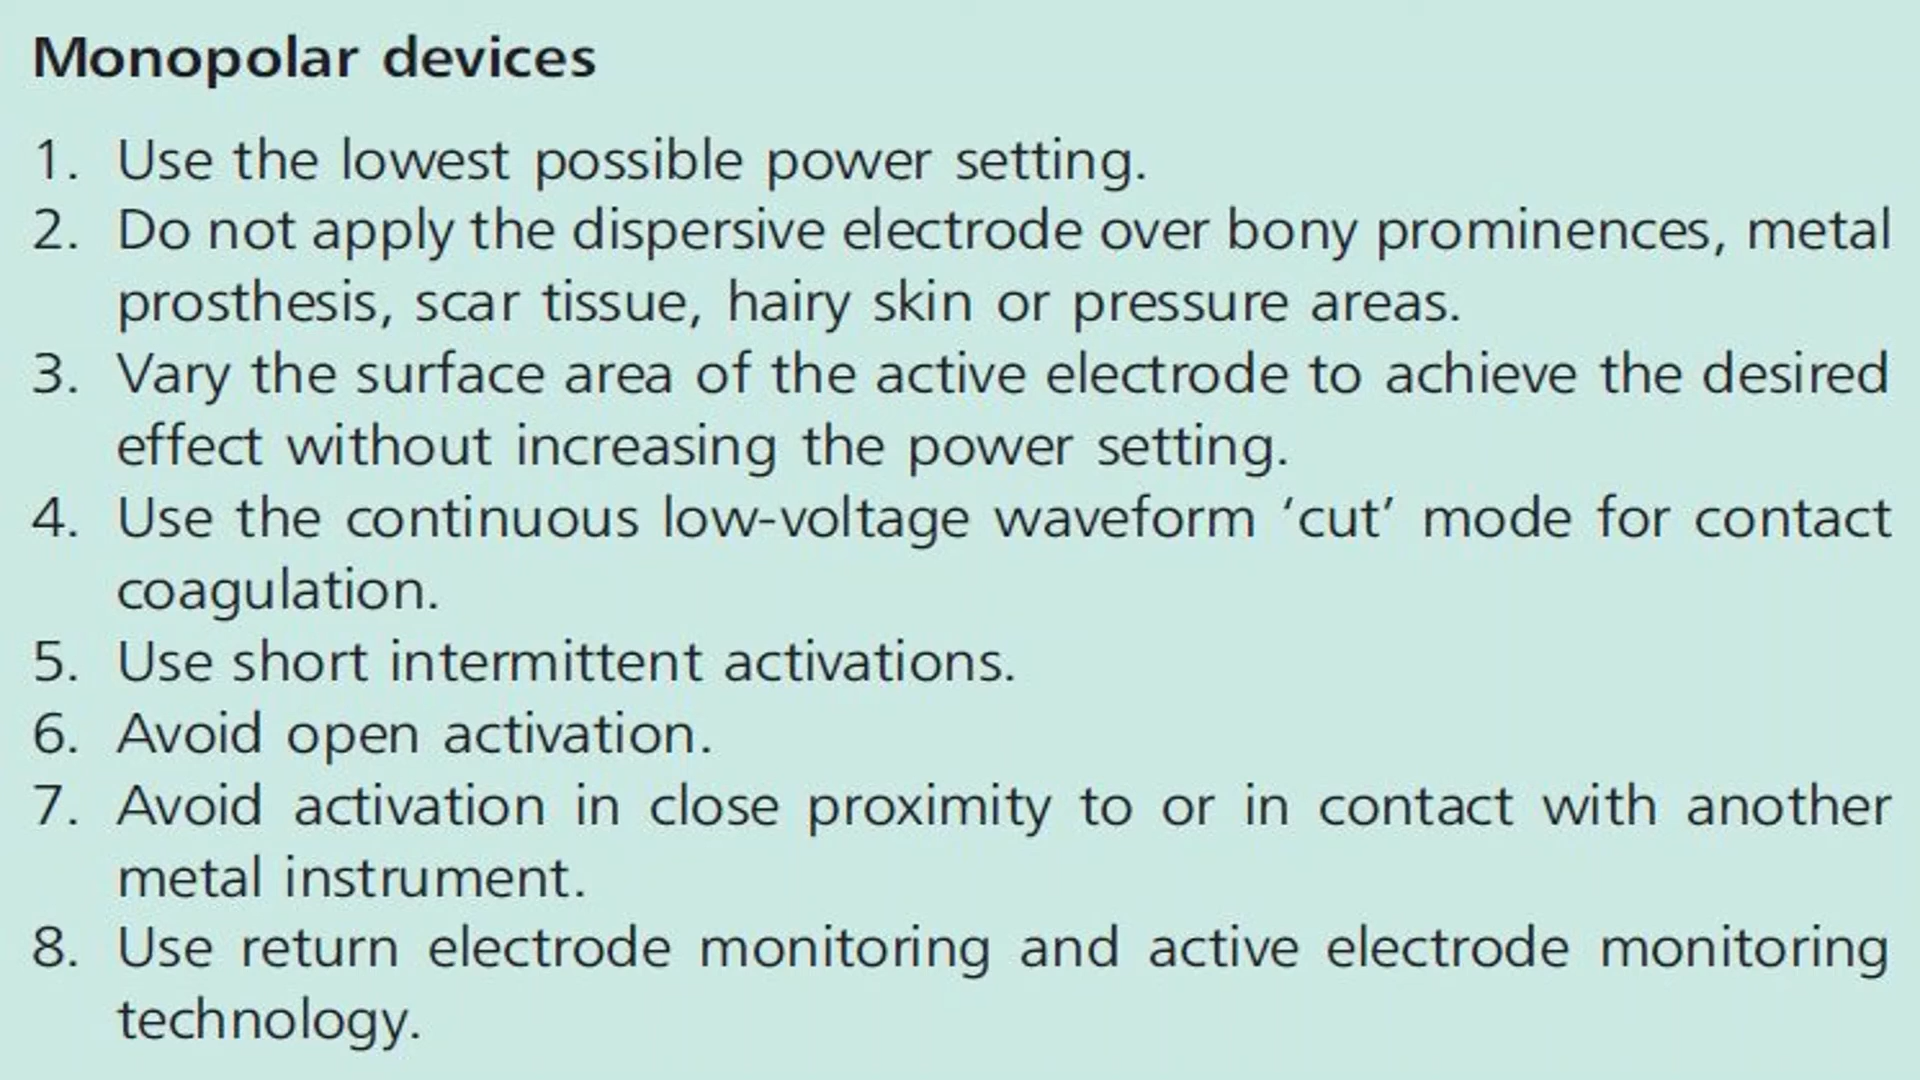 Monopolar devices
1. Use the lowest possible power setting.
2. Do not apply the dispersive electrode over bony prominences, metal
prosthesis, scar tissue, hairy skin or pressure areas.
3. Vary the surface area of the active electrode to achieve the desired
effect without increasing the power setting.
4. Use the continuous low-voltage waveform ‘cut’ mode for contact
coagulation.
5. Use short intermittent activations.
6. Avoid open activation.
7. Avoid activation in close proximity to or in contact with another
metal instrument.
8. Use return electrode monitoring and active electrode monitoring
technology.